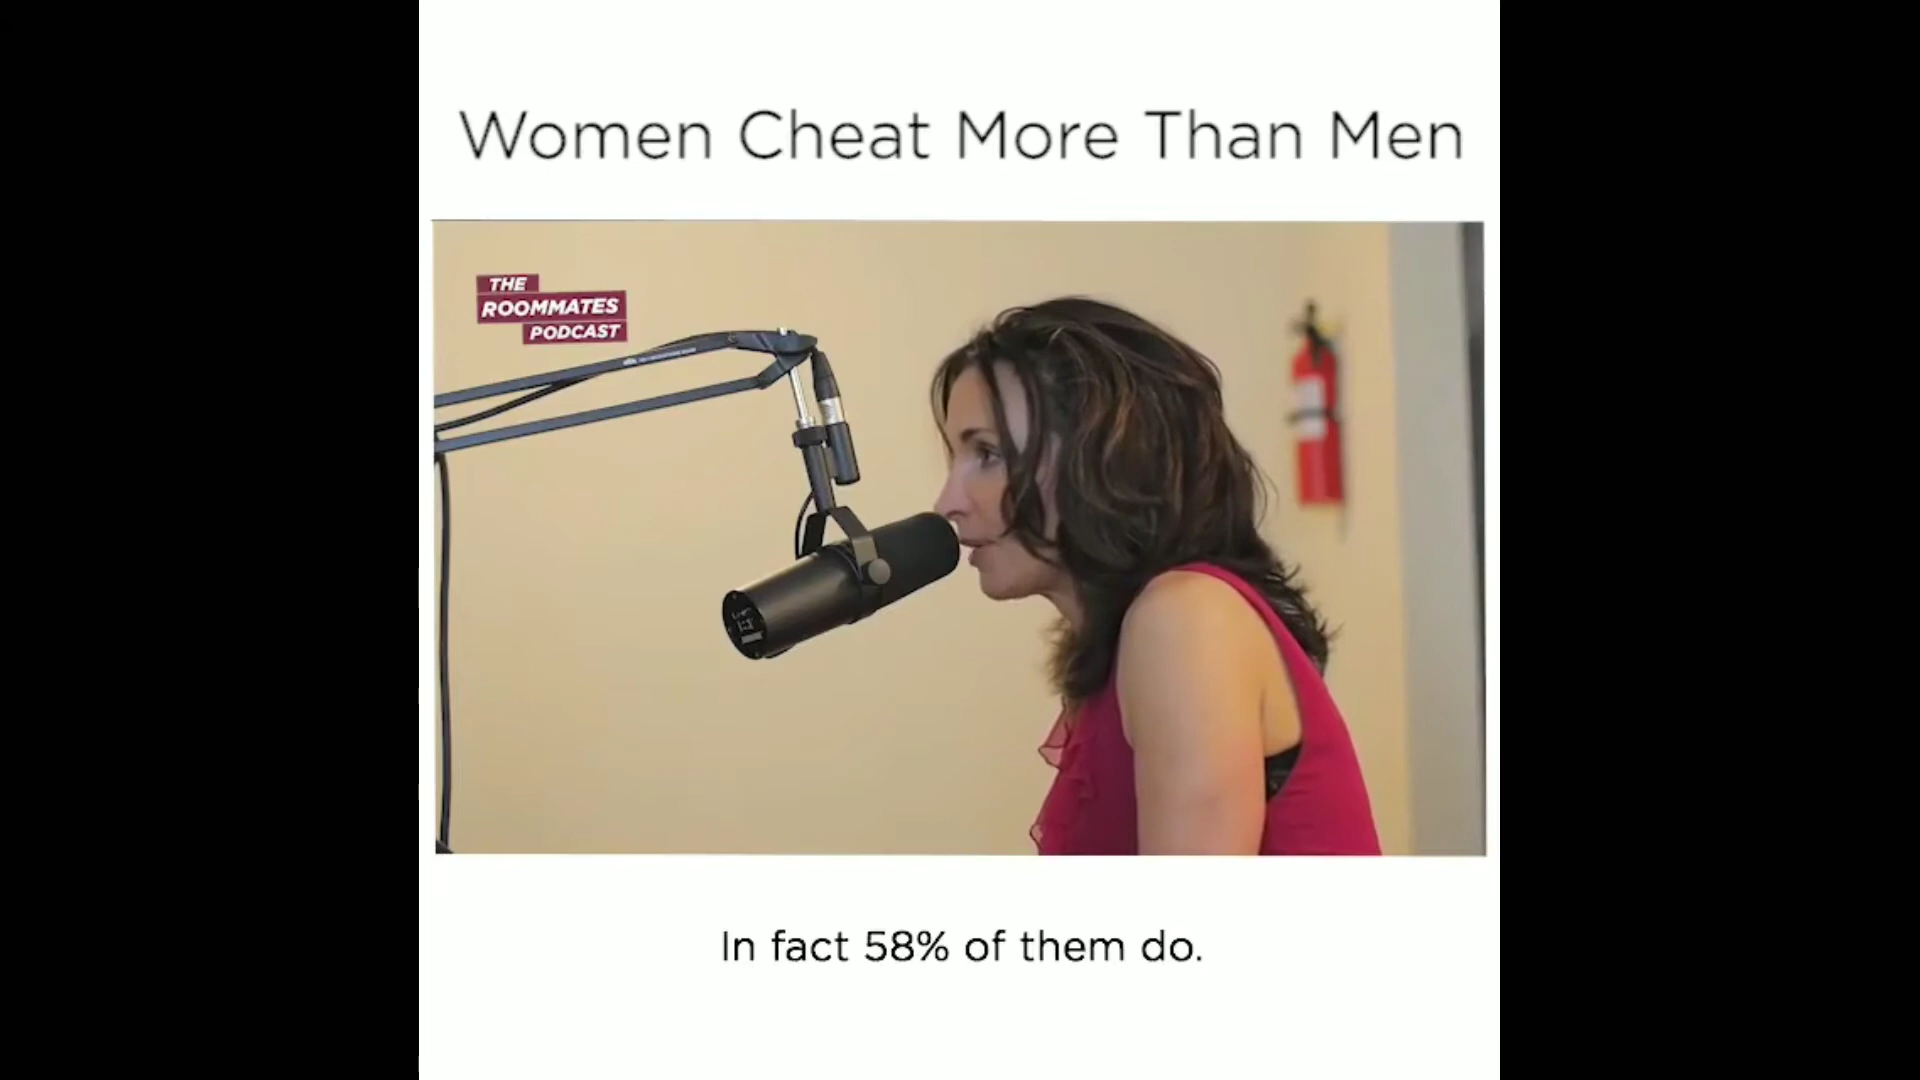 Women Cheat More Than Men
THE
ROOMMATES
PODCAST
In fact 58% of them do.